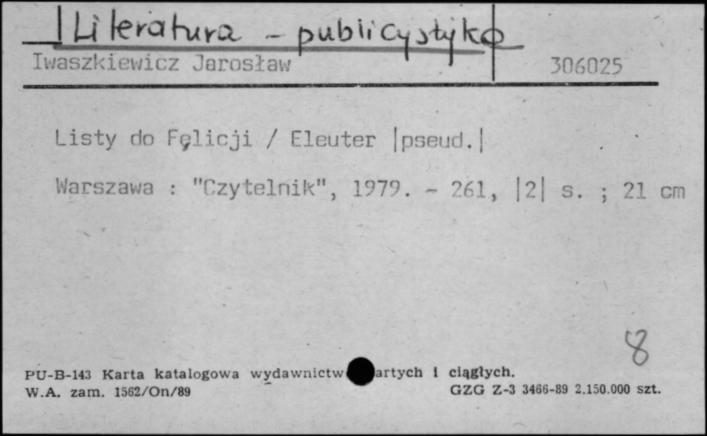 Literatura - publicystyka
Iwaszkiewicz Jarosław 306025
Listy do Felicji / Eleuter |pseud.|
Warszawa : "Czytelnik", 1979. - 261, |2| s. ; 21 cm
8
PU-B-143 Karta katalogowa wydawnictw artych i ciągłych.
W.A. zam. 1562/On/89 GZG Z-3 3466-89 2.150.000 szt.